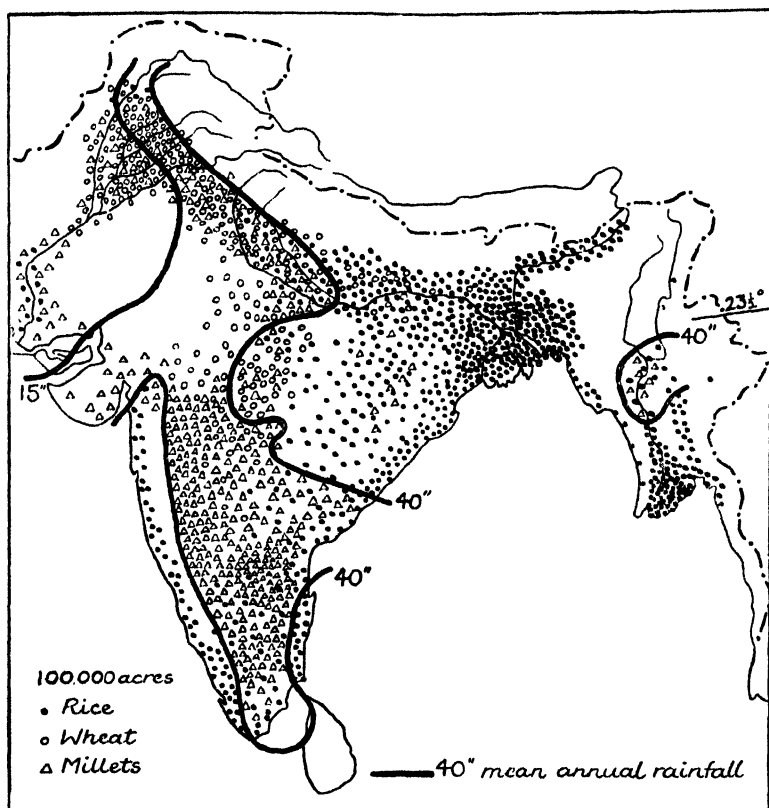 23½°
40"
15"
40"
40"
100,000 acres
• Rice
○ Wheat
△ Millets
40" mean annual rainfall